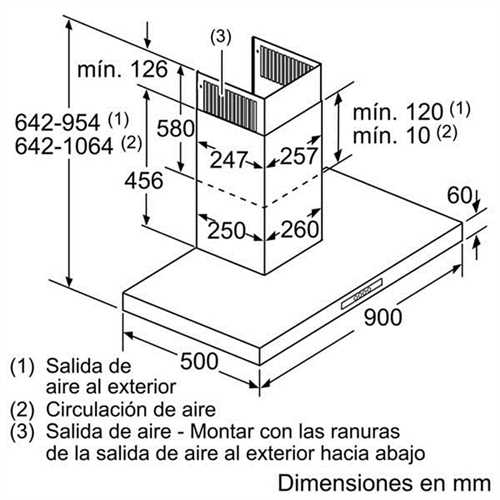 (3)
mín. 126
642-954 (1)
642-1064 (2)
580
456
mín. 120 (1)
mín. 10 (2)
247
257
250
260
60
500
900
(1) Salida de
aire al exterior
(2) Circulación de aire
(3) Salida de aire - Montar con las ranuras
de la salida de aire al exterior hacia abajo
Dimensiones en mm